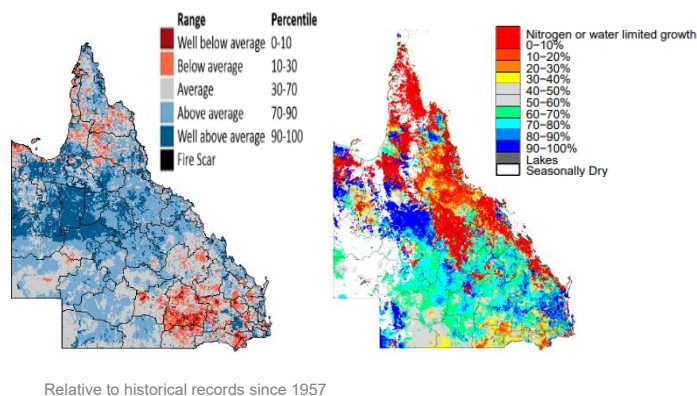 Range Percentile
Well below average 0-10
Below average 10-30
Average 30-70
Above average 70-90
Well above average 90-100
Fire Scar
Nitrogen or water limited growth
0−10%
10−20%
20−30%
30−40%
40−50%
50−60%
60−70%
70−80%
80−90%
90−100%
Lakes
Seasonally Dry
Relative to historical records since 1957